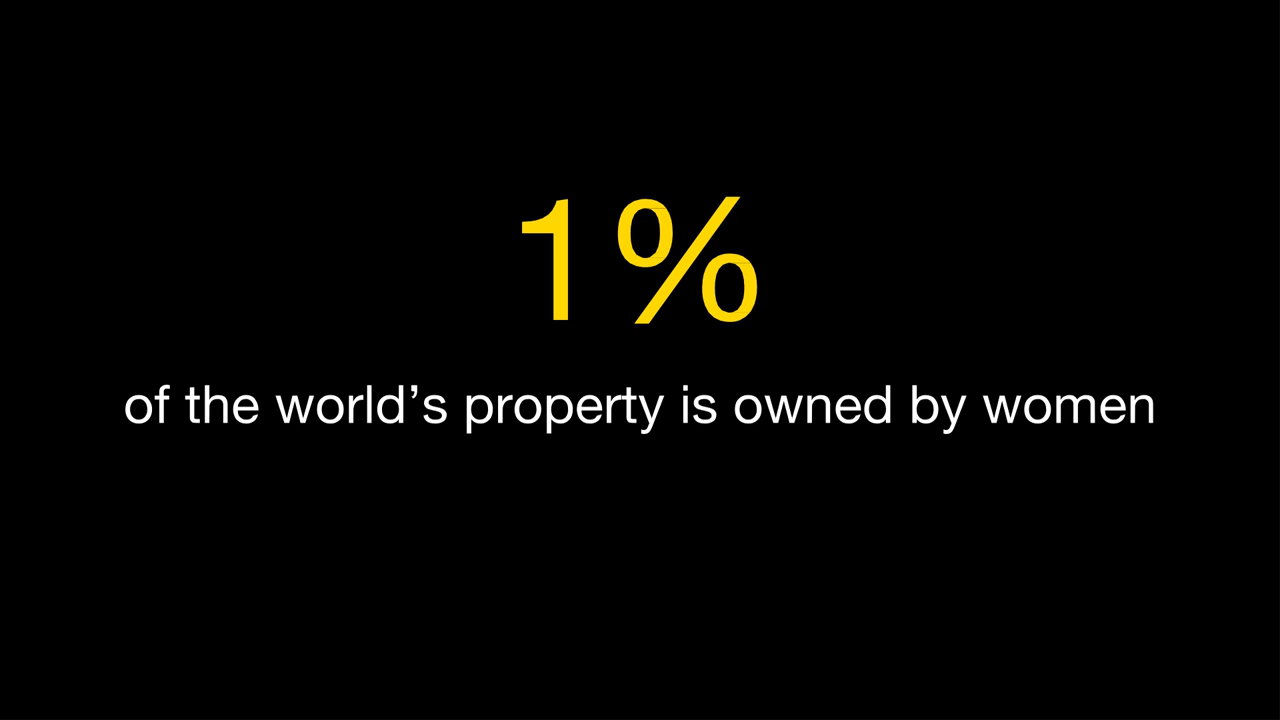 1%
of the world’s property is owned by women